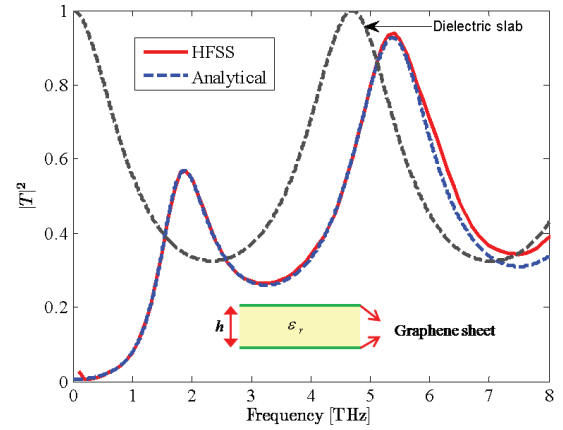 Dielectric slab
HFSS
Analytical
|T|²
1
0.8
0.6
0.4
0.2
0
h
ε r
Graphene sheet
0 1 2 3 4 5 6 7 8
Frequency [THz]